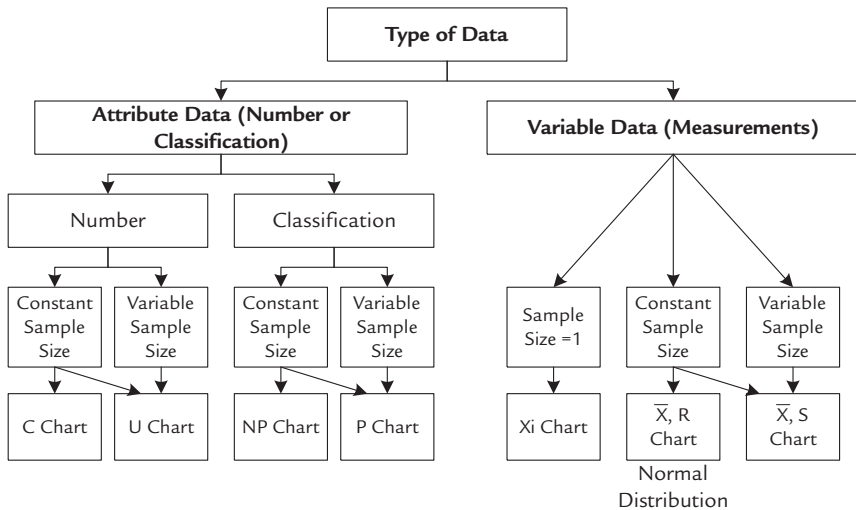 Type of Data
Attribute Data (Number or
Classification)
Variable Data (Measurements)
Number
Classification
Constant
Sample
Size
Variable
Sample
Size
Constant
Sample
Size
Variable
Sample
Size
Sample
Size =1
Constant
Sample
Size
Variable
Sample
Size
C Chart
U Chart
NP Chart
P Chart
Xi Chart
X̅, R
Chart
X̅, S
Chart
Normal
Distribution